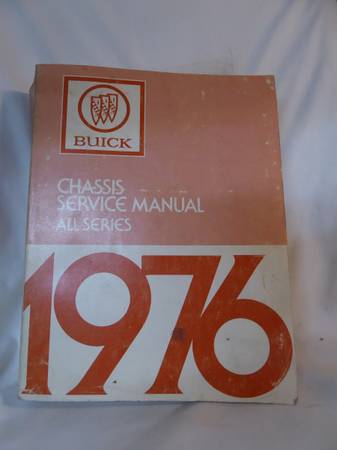 BUICK
CHASSIS
SERVICE MANUAL
ALL SERIES
1976